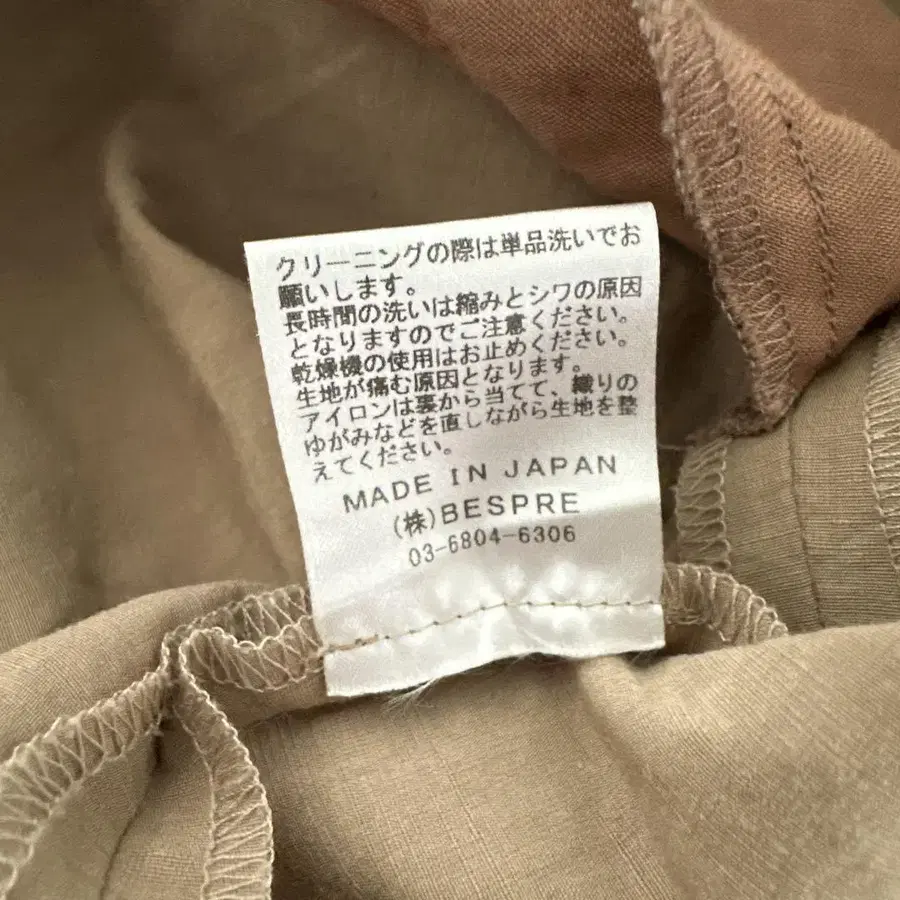 クリーニングの際は単品洗いでお
願いします。
長時間の洗いは縮みとシワの原因
となりますのでご注意ください。
乾燥機の使用はお止めください。
生地が痛む原因となります。
アイロンは裏から当てて、織りの
ゆがみなどを直しながら生地を整
えてください。
MADE IN JAPAN
(株)BESPRE
03-6804-6306